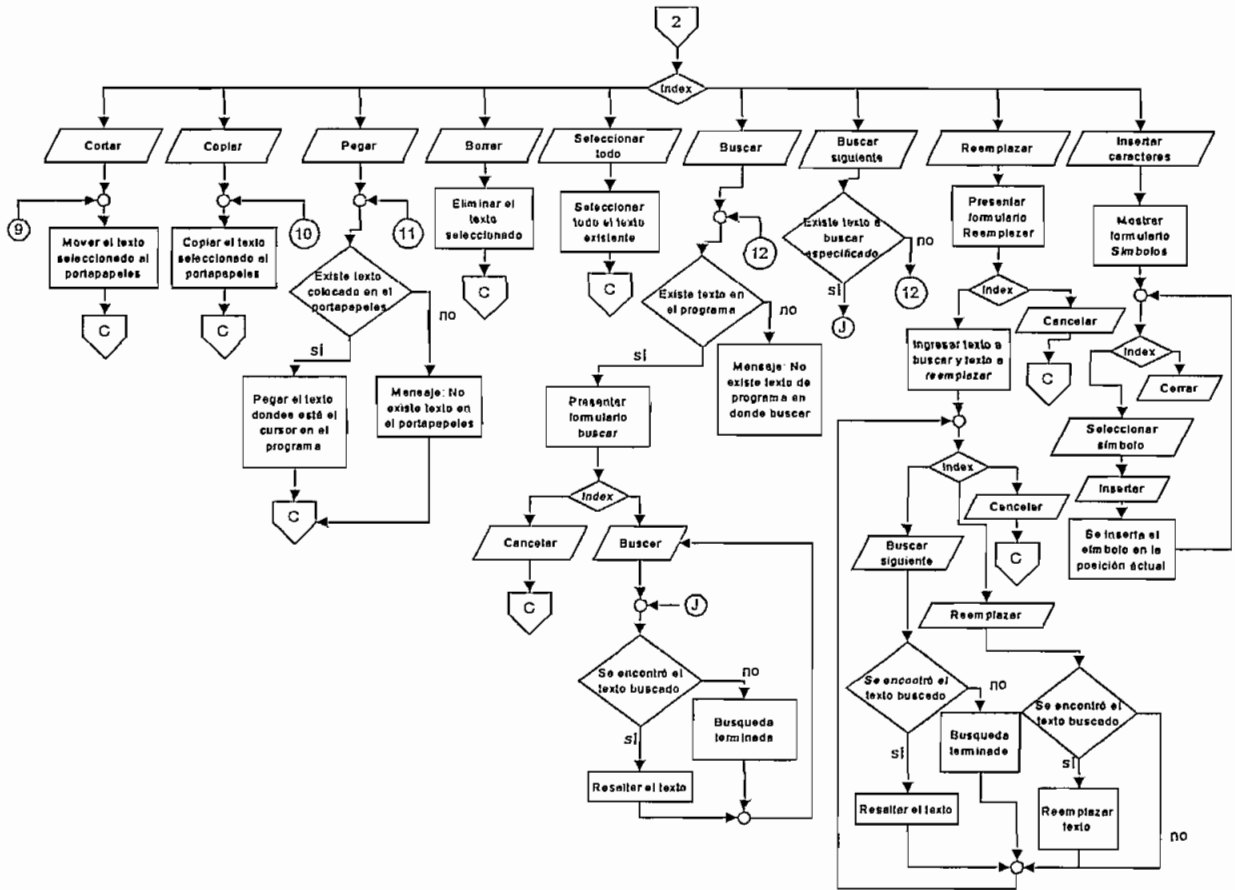 2
Index
Cortar
Copiar
Pegar
Borrar
Seleccionar
todo
Buscar
Buscar
siguiente
Reemplazar
Insertar
caracteres
9
Mover el texto
seleccionado al
portapapeles
C
10
Copiar el texto
seleccionado al
portapapeles
C
11
Existe texto
colocado en el
portapapeles
no
sí
Pegar el texto
dondee está el
cursor en el
programa
Mensaje: No
existe texto en
el portapapeles
C
Eliminar el
texto
seleccionado
C
Seleccionar
todo el texto
existente
C
12
Existe texto en
el programa
no
sí
Mensaje: No
existe texto de
programa en
donde buscar
Presentar
formulario
buscar
Index
Cancelar
C
Buscar
J
Se encontró el
texto buscado
no
sí
Busqueda
terminada
Resaltar el texto
Existe texto a
buscar
especificado
no
12
sí
J
Presentar
formulario
Reemplazar
Index
Cancelar
C
Ingresar texto a
buscar y texto a
reemplazar
Index
Cancelar
C
Buscar
siguiente
Reemplazar
Se encontró el
texto buscado
no
sí
Busqueda
terminada
Resaltar el texto
Se encontró el
texto buscado
sí
no
Reemplazar
texto
Mostrar
formulario
Símbolos
Index
Cerrar
Seleccionar
símbolo
Insertar
Se inserta el
símbolo en la
posición actual